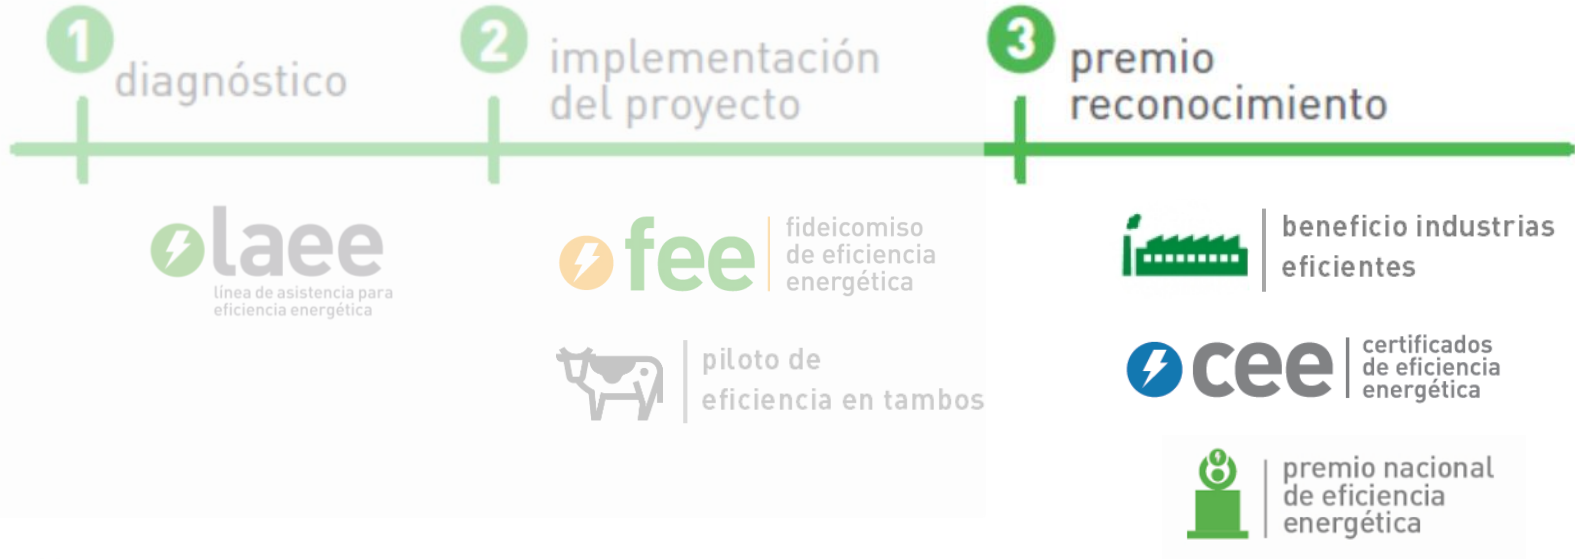 1
diagnóstico
2
implementación
del proyecto
3
premio
reconocimiento
laee
línea de asistencia para
eficiencia energética
fee
fideicomiso
de eficiencia
energética
piloto de
eficiencia en tambos
beneficio industrias
eficientes
cee
certificados
de eficiencia
energética
premio nacional
de eficiencia
energética